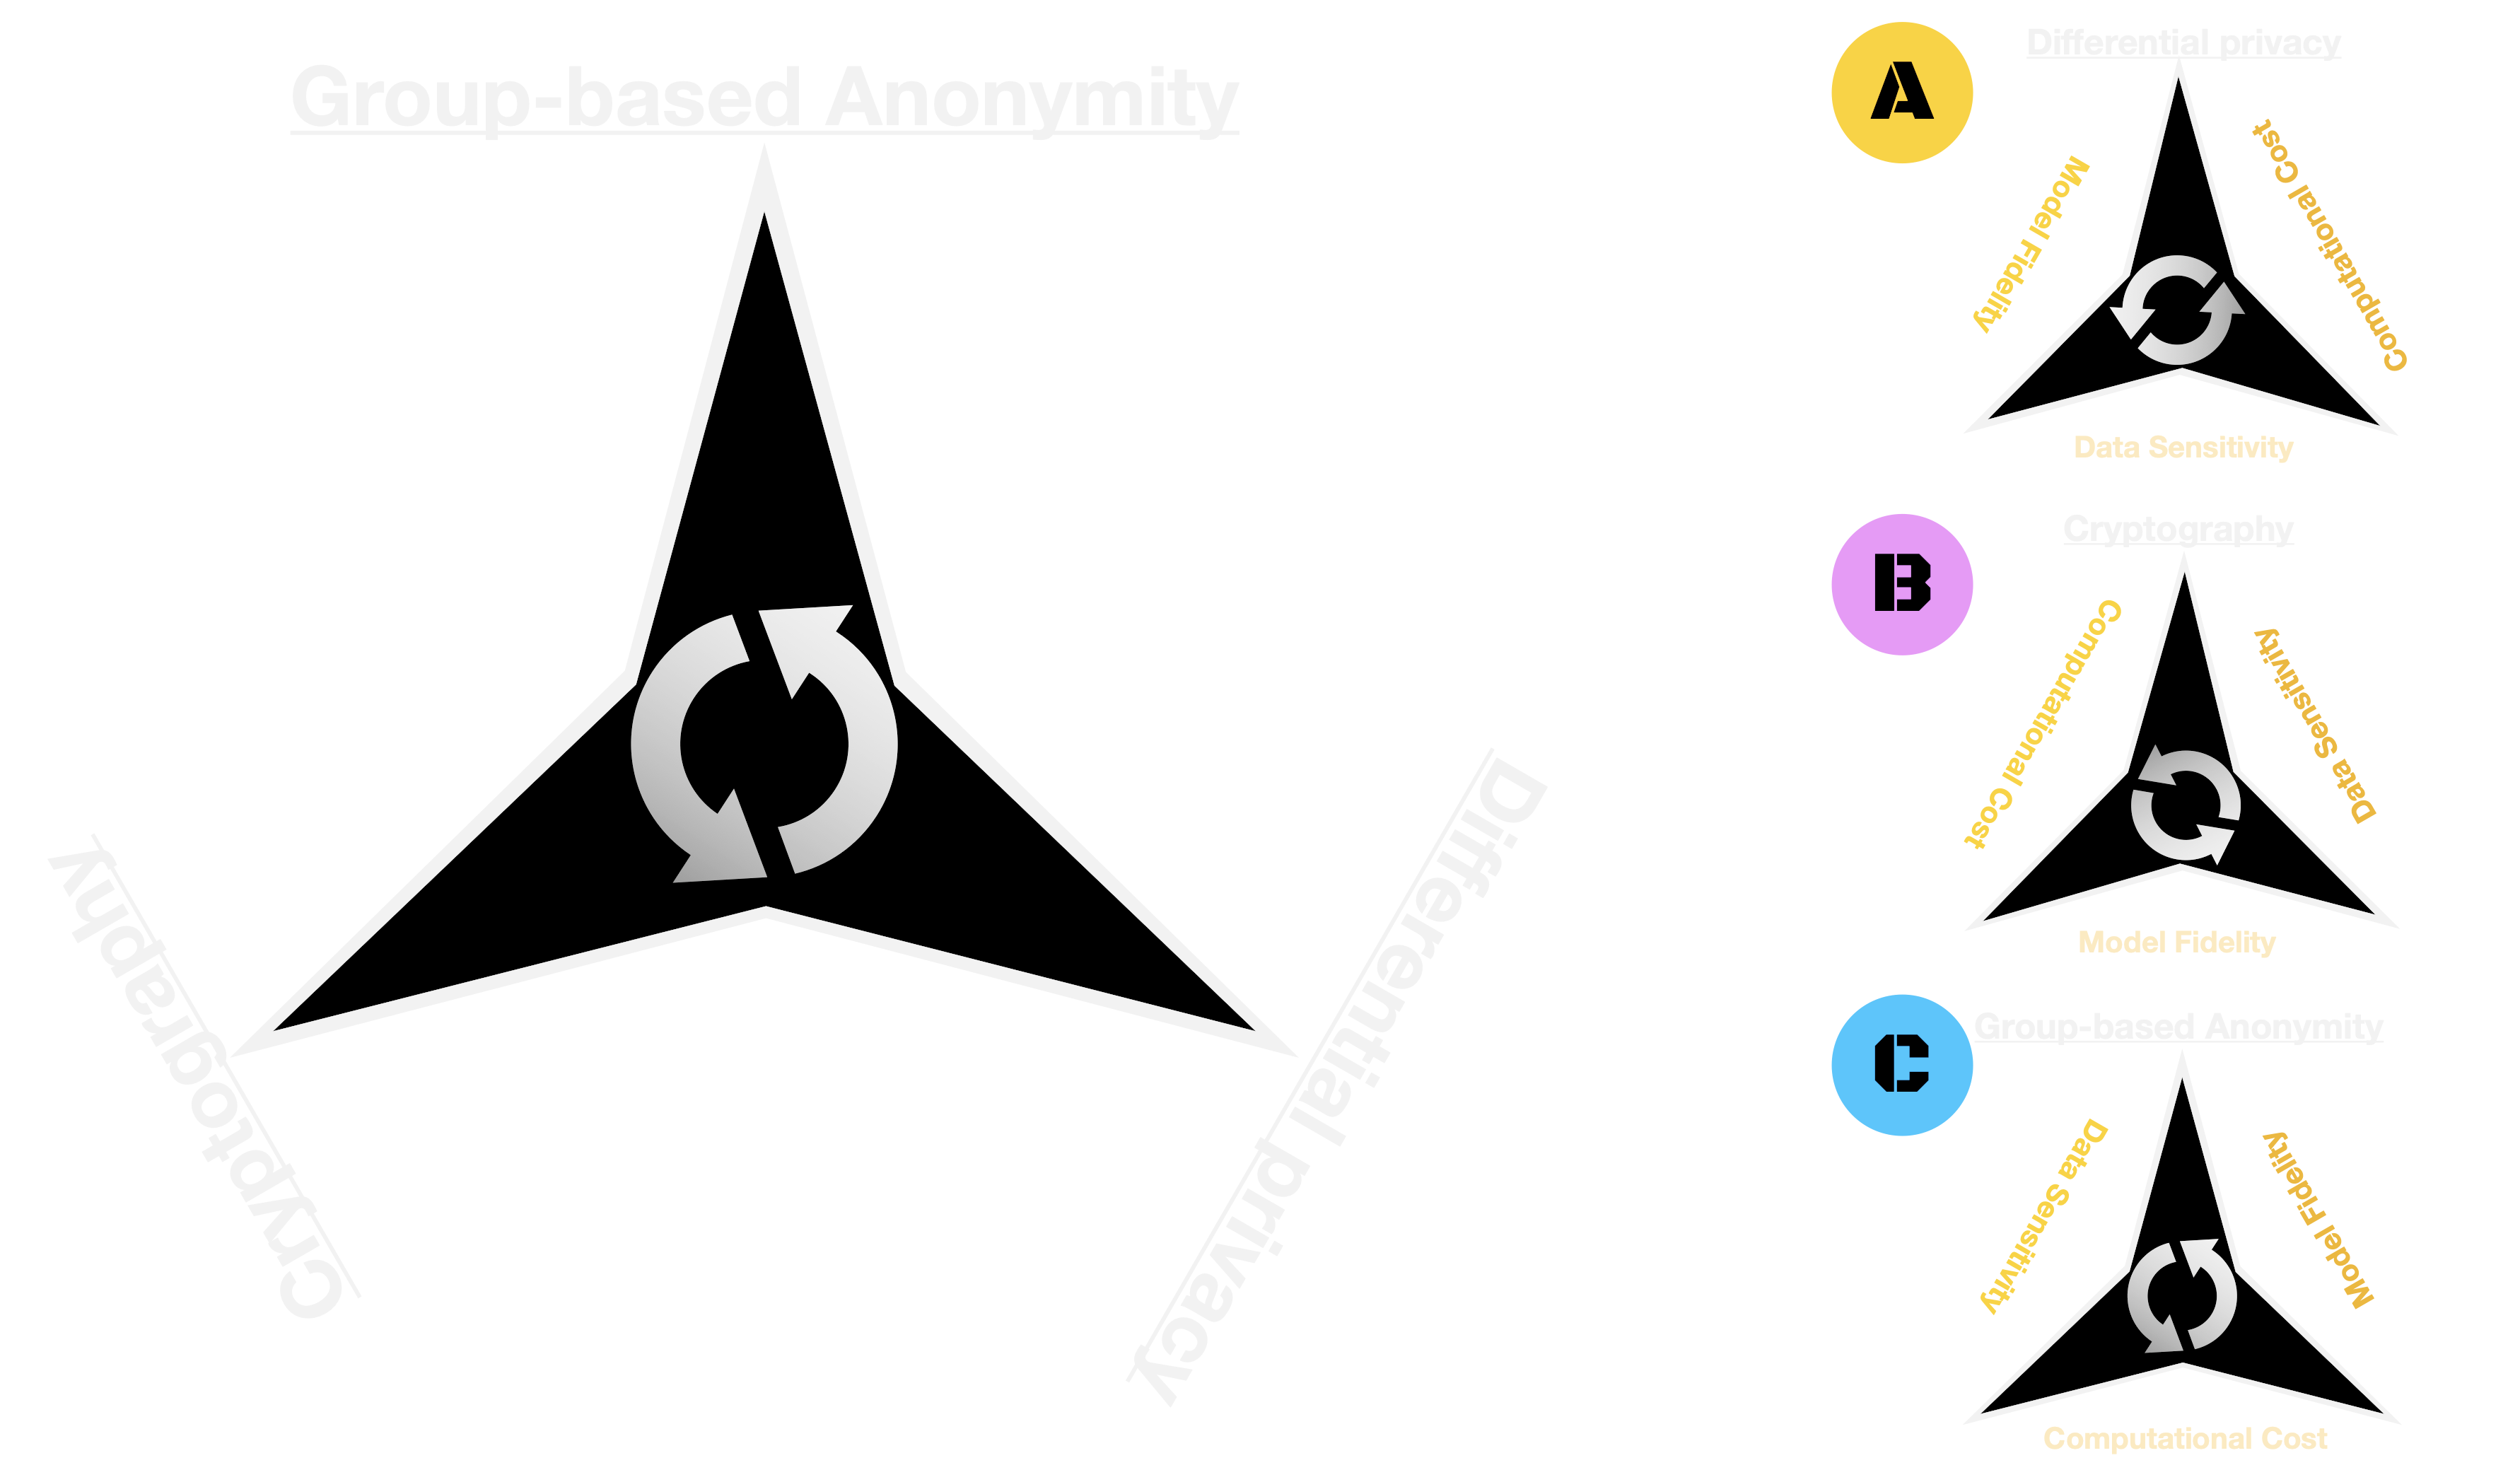 Group-based Anonymity
Cryptography
Differential privacy
A
Differential privacy
Model Fidelity
Computational Cost
Data Sensitivity
B
Cryptography
Computational Cost
Data Sensitivity
Model Fidelity
C
Group-based Anonymity
Data Sensitivity
Model Fidelity
Computational Cost